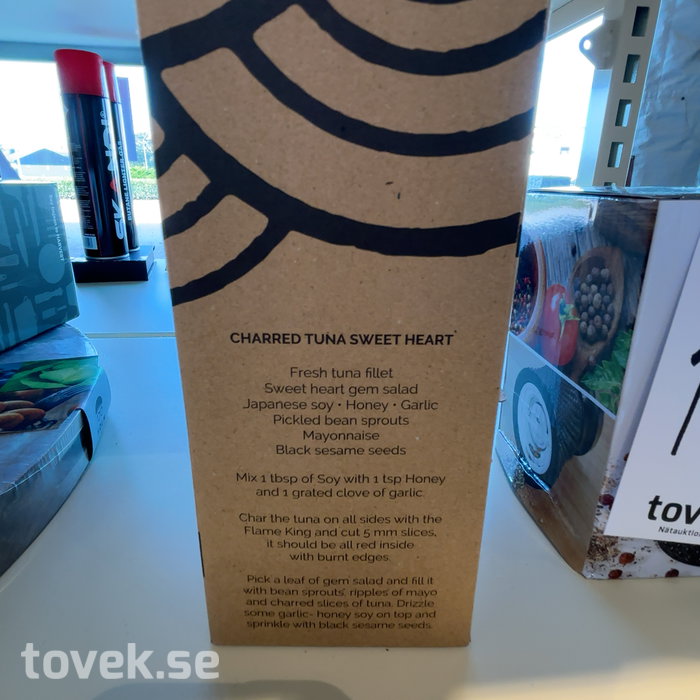 CHARRED TUNA SWEET HEART
Fresh tuna fillet
Sweet heart gem salad
Japanese soy • Honey • Garlic
Pickled bean sprouts
Mayonnaise
Black sesame seeds
Mix 1 tbsp of Soy with 1 tsp Honey
and 1 grated clove of garlic.
Char the tuna on all sides with the
Flame King and cut 5 mm slices,
it should be all red inside
with burnt edges.
Pick a leaf of gem salad and fill it
with bean sprouts, ripples of mayo
and charred slices of tuna. Drizzle
some garlic- honey soy on top and
sprinkle with black sesame seeds.
tovek.se